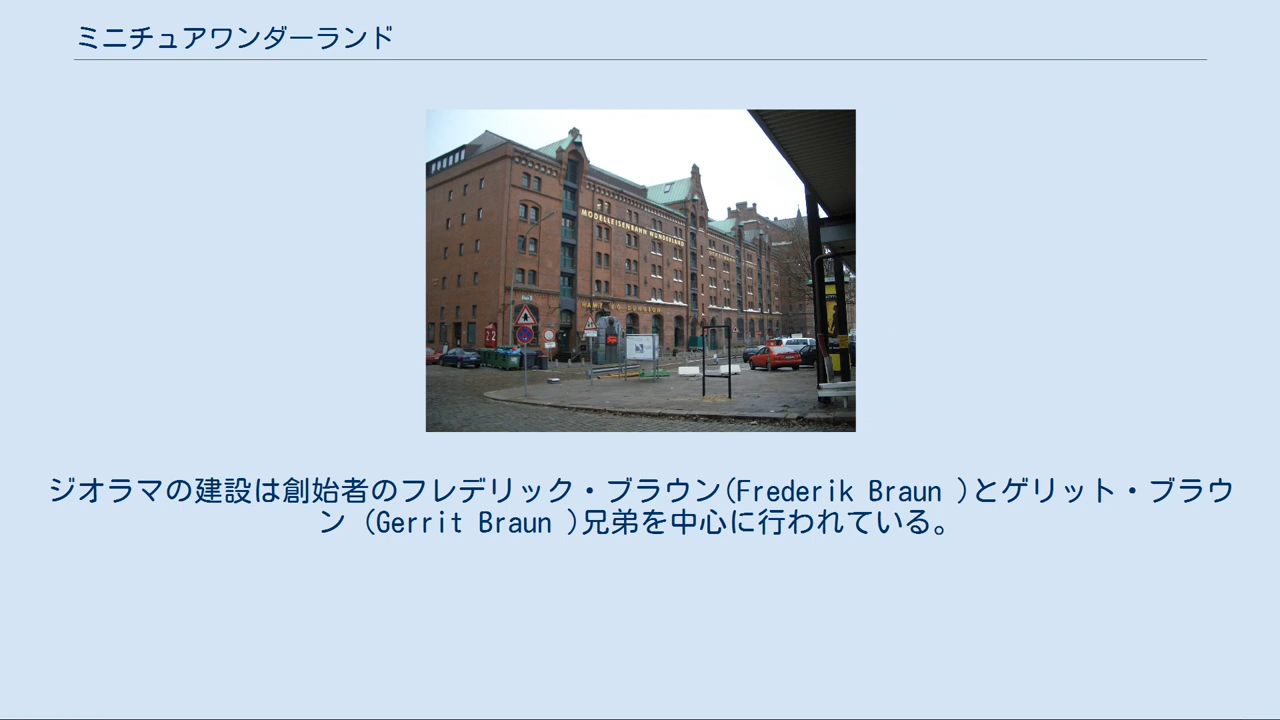 ミニチュアワンダーランド
MODELLEISENBAHN WUNDERLAND
HAMBURG DUNGEON
ジオラマの建設は創始者のフレデリック・ブラウン(Frederik Braun )とゲリット・ブラウ
ン (Gerrit Braun )兄弟を中心に行われている。